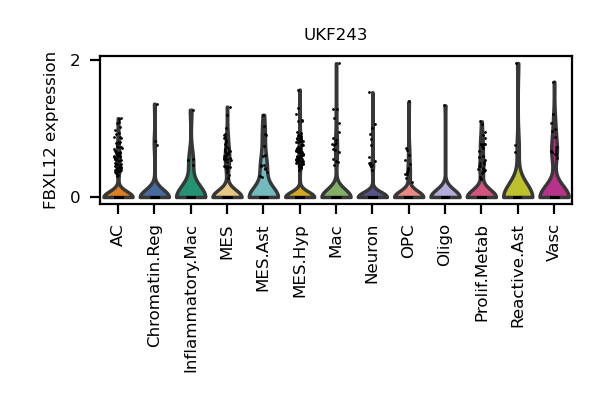 UKF243
FBXL12 expression
2
0
AC
Chromatin.Reg
Inflammatory.Mac
MES
MES.Ast
MES.Hyp
Mac
Neuron
OPC
Oligo
Prolif.Metab
Reactive.Ast
Vasc